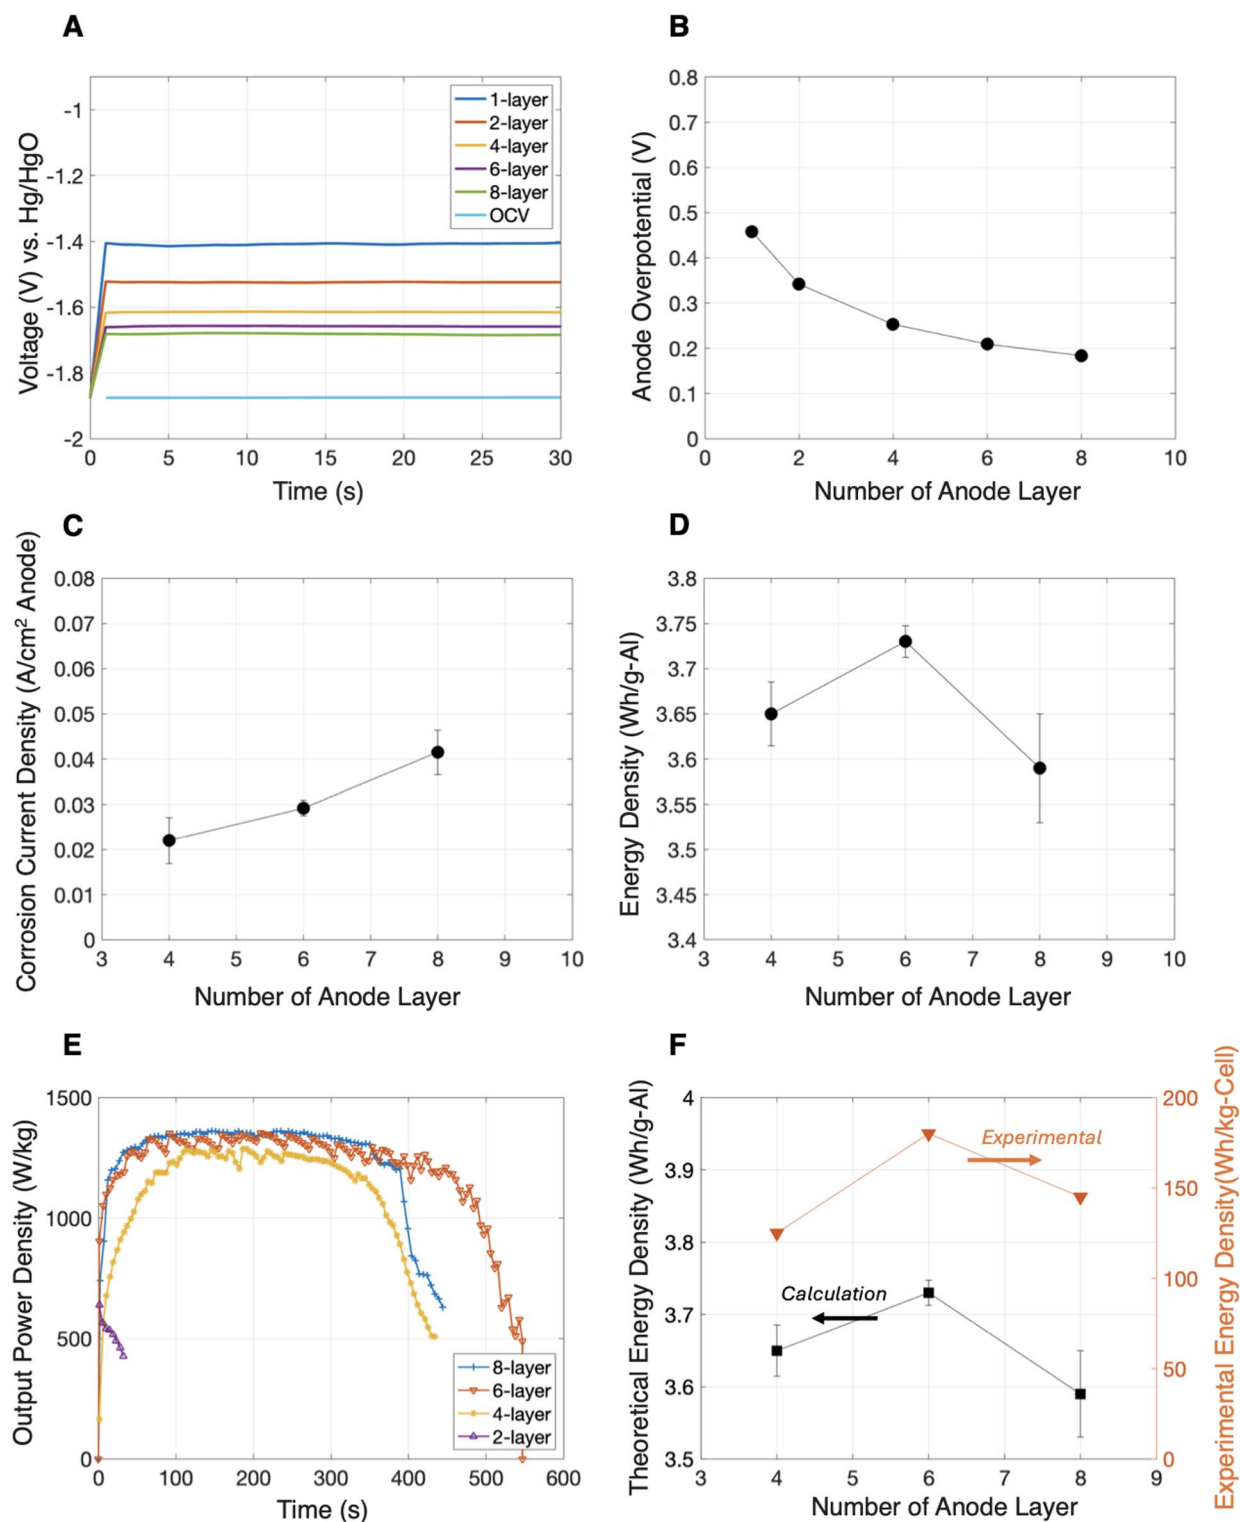 A
Voltage (V) vs. Hg/HgO
-1
-1.2
-1.4
-1.6
-1.8
-2
0 5 10 15 20 25 30
Time (s)
1-layer
2-layer
4-layer
6-layer
8-layer
OCV
B
Anode Overpotential (V)
0.8
0.7
0.6
0.5
0.4
0.3
0.2
0.1
0
0 2 4 6 8 10
Number of Anode Layer
C
Corrosion Current Density (A/cm² Anode)
0.08
0.07
0.06
0.05
0.04
0.03
0.02
0.01
0
3 4 5 6 7 8 9 10
Number of Anode Layer
D
Energy Density (Wh/g-Al)
3.8
3.75
3.7
3.65
3.6
3.55
3.5
3.45
3.4
3 4 5 6 7 8 9 10
Number of Anode Layer
E
Output Power Density (W/kg)
1500
1000
500
0
0 100 200 300 400 500 600
Time (s)
8-layer
6-layer
4-layer
2-layer
F
Theoretical Energy Density (Wh/g-Al)
4
3.9
3.8
3.7
3.6
3.5
3 4 5 6 7 8 9
Number of Anode Layer
Experimental
Calculation
200
150
100
50
0
Experimental Energy Density(Wh/kg-Cell)